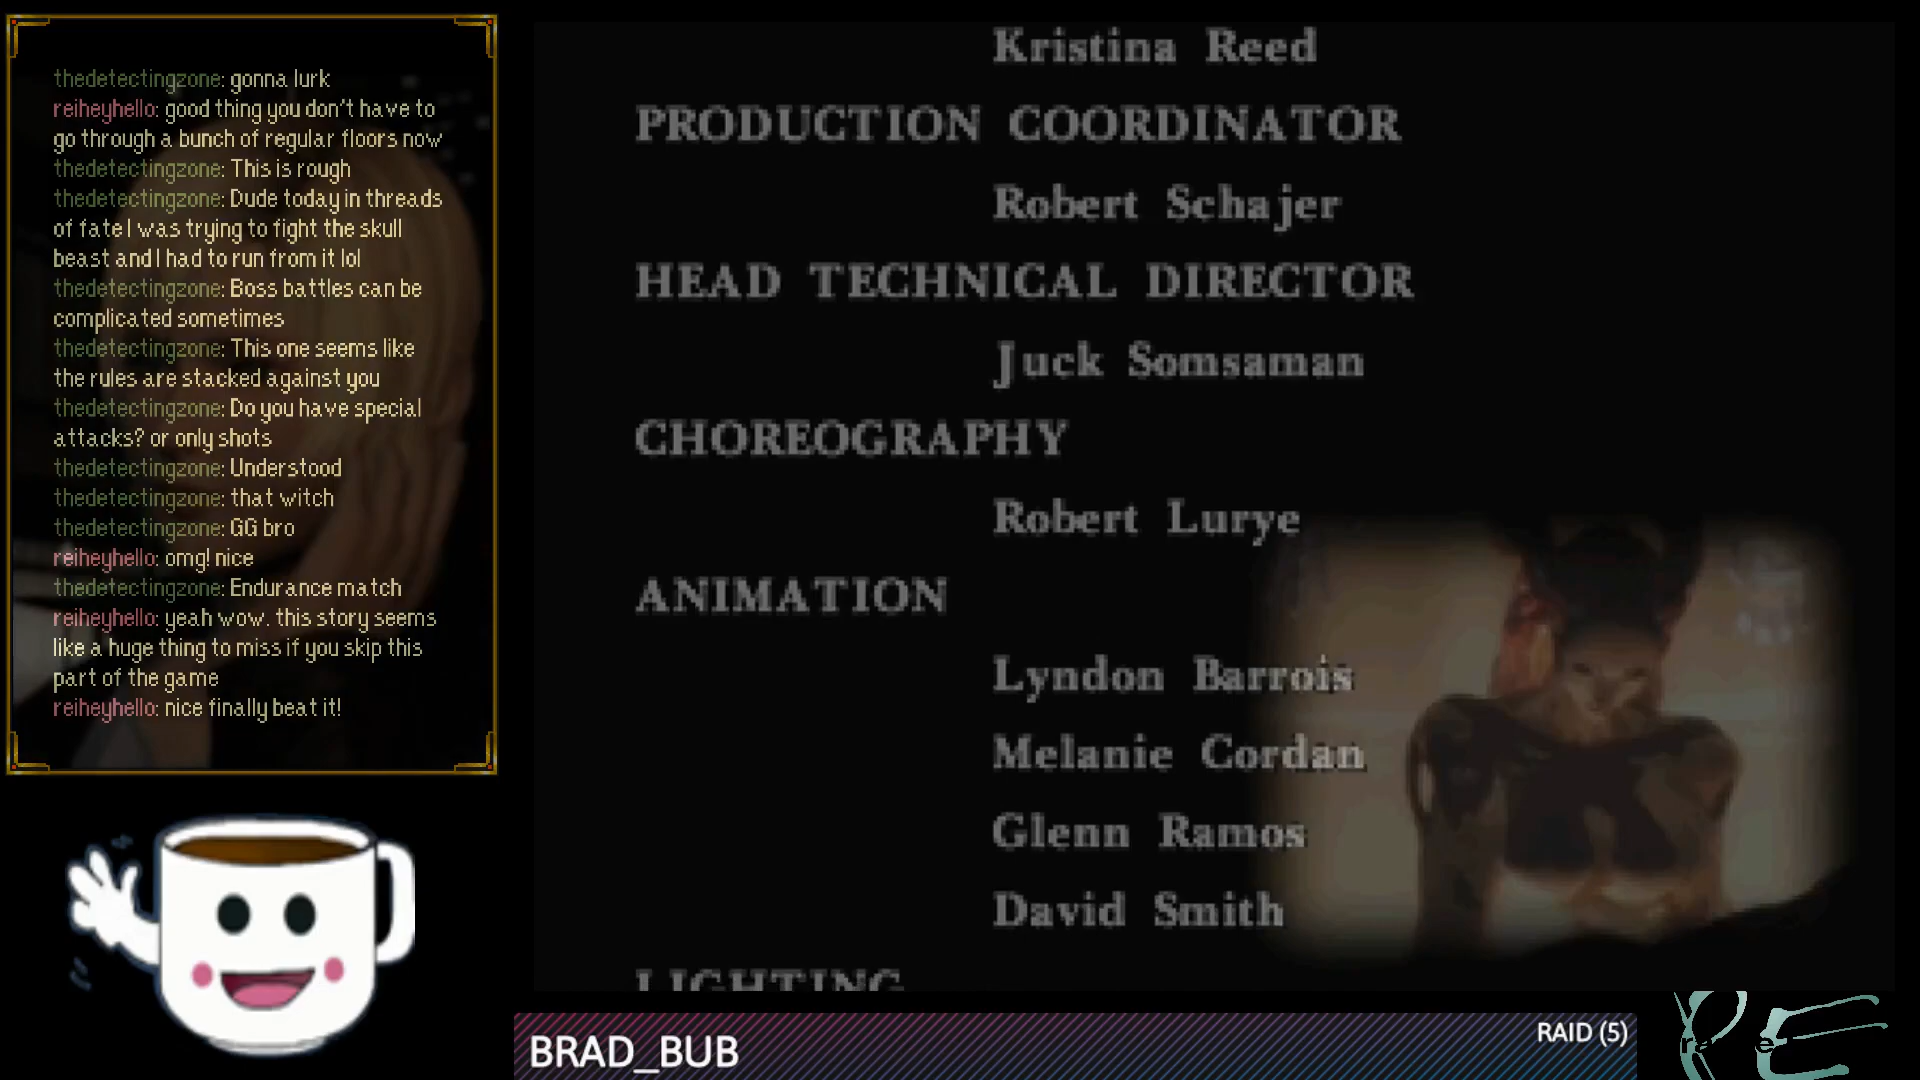 thedetectingzone: gonna lurk
reiheyhello: good thing you don't have to
go through a bunch of regular floors now
thedetectingzone: This is rough
thedetectingzone: Dude today in threads
of fate I was trying to fight the skull
beast and I had to run from it lol
thedetectingzone: Boss battles can be
complicated sometimes
thedetectingzone: This one seems like
the rules are stacked against you
thedetectingzone: Do you have special
attacks? or only shots
thedetectingzone: Understood
thedetectingzone: that witch
thedetectingzone: GG bro
reiheyhello: omg! nice
thedetectingzone: Endurance match
reiheyhello: yeah wow. this story seems
like a huge thing to miss if you skip this
part of the game
reiheyhello: nice finally beat it!
Kristina Reed
PRODUCTION COORDINATOR
Robert Schajer
HEAD TECHNICAL DIRECTOR
Juck Somsaman
CHOREOGRAPHY
Robert Lurye
ANIMATION
Lyndon Barrois
Melanie Cordan
Glenn Ramos
David Smith
LIGHTING
BRAD_BUB
RAID (5)